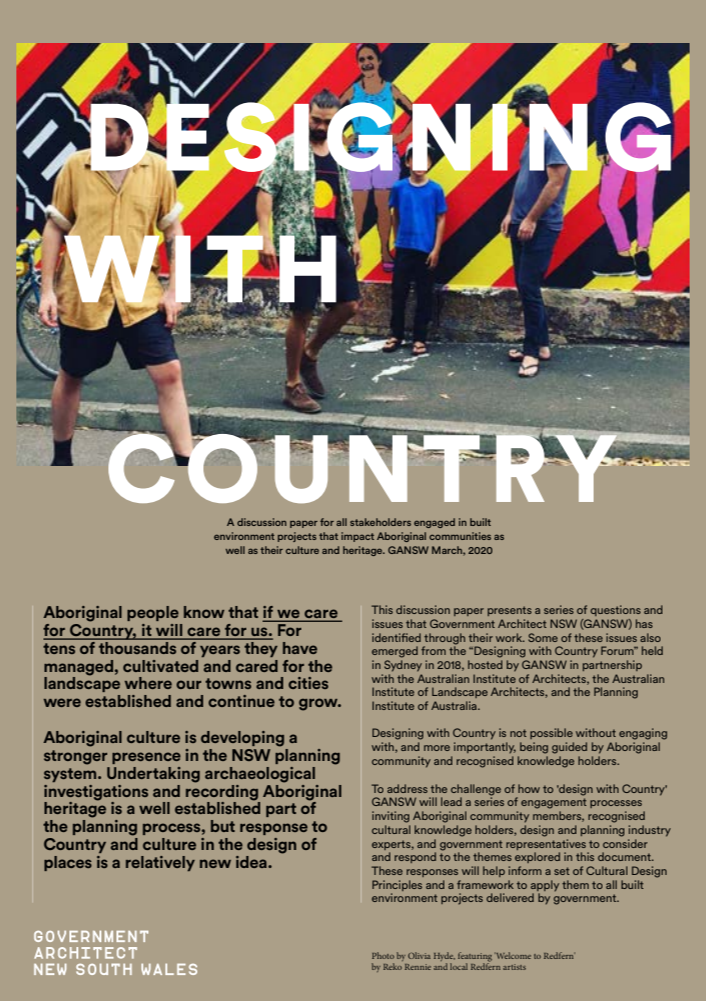 DESIGNING
WITH
COUNTRY
A discussion paper for all stakeholders engaged in built
environment projects that impact Aboriginal communities as
well as their culture and heritage. GANSW March, 2020
Aboriginal people know that if we care
for Country, it will care for us. For
tens of thousands of years they have
managed, cultivated and cared for the
landscape where our towns and cities
were established and continue to grow.
Aboriginal culture is developing a
stronger presence in the NSW planning
system. Undertaking archaeological
investigations and recording Aboriginal
heritage is a well established part of
the planning process, but response to
Country and culture in the design of
places is a relatively new idea.
This discussion paper presents a series of questions and
issues that Government Architect NSW (GANSW) has
identified through their work. Some of these issues also
emerged from the “Designing with Country Forum” held
in Sydney in 2018, hosted by GANSW in partnership
with the Australian Institute of Architects, the Australian
Institute of Landscape Architects, and the Planning
Institute of Australia.
Designing with Country is not possible without engaging
with, and more importantly, being guided by Aboriginal
community and recognised knowledge holders.
To address the challenge of how to 'design with Country'
GANSW will lead a series of engagement processes
inviting Aboriginal community members, recognised
cultural knowledge holders, design and planning industry
experts, and government representatives to consider
and respond to the themes explored in this document.
These responses will help inform a set of Cultural Design
Principles and a framework to apply them to all built
environment projects delivered by government.
GOVERNMENT
ARCHITECT
NEW SOUTH WALES
Photo by Olivia Hyde, featuring 'Welcome to Redfern'
by Reko Rennie and local Redfern artists